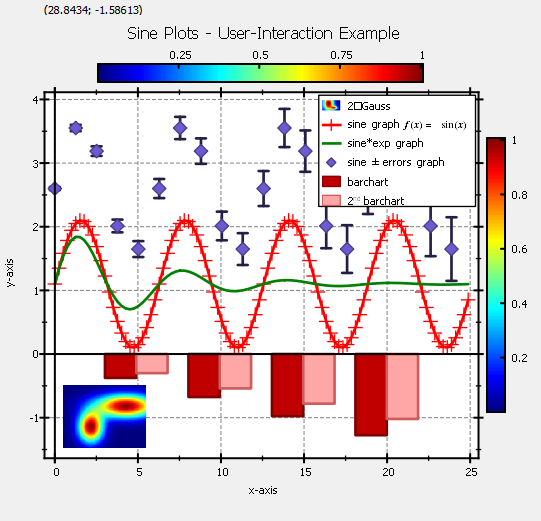 (28.8434; -1.58613)
Sine Plots - User-Interaction Example
0.25 0.5 0.75 1
2□Gauss
sine graph f(x) = sin(x)
sine*exp graph
sine ± errors graph
barchart
2nd barchart
4
3
2
1
0
-1
y-axis
1
0.8
0.6
0.4
0.2
0 5 10 15 20 25
x-axis